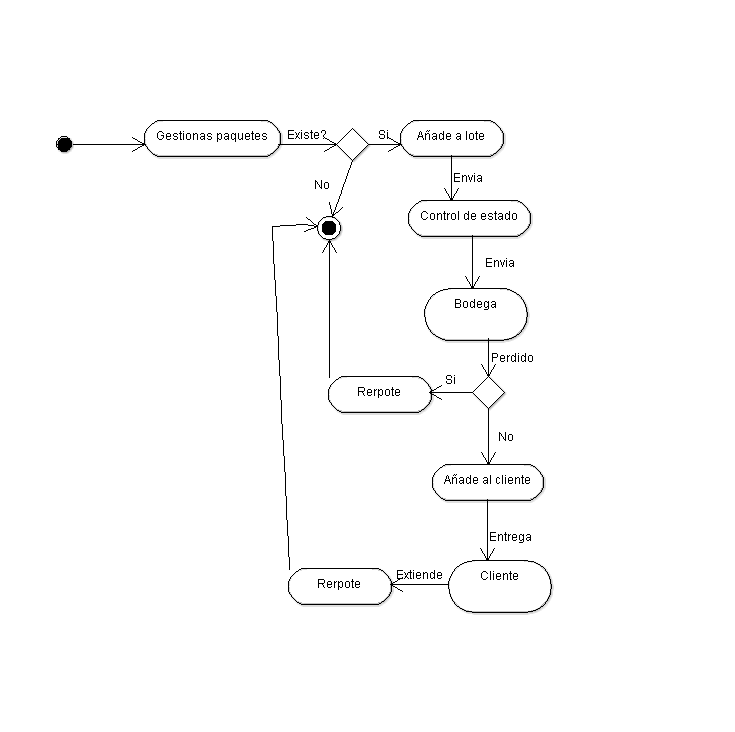 Gestionas paquetes
Existe?
Si
Añade a lote
No
Envia
Control de estado
Envia
Bodega
Perdido
Si
Rerpote
No
Añade al cliente
Entrega
Cliente
Extiende
Rerpote